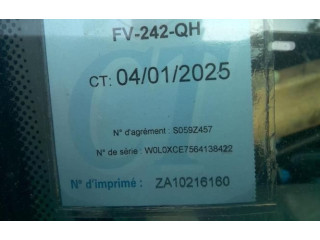 FV-242-QH
CT: 04/01/2025
N° d'agrément : S059Z457
N° de série : W0L0XCE7564138422
N° d'imprimé : ZA10216160